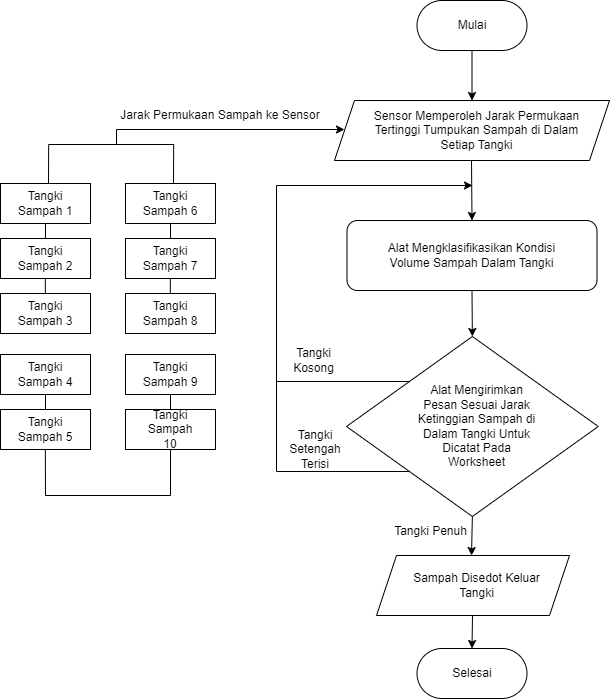 Mulai
Jarak Permukaan Sampah ke Sensor
Sensor Memperoleh Jarak Permukaan
Tertinggi Tumpukan Sampah di Dalam
Setiap Tangki
Tangki
Sampah 1
Tangki
Sampah 6
Tangki
Sampah 2
Tangki
Sampah 7
Tangki
Sampah 3
Tangki
Sampah 8
Tangki
Sampah 4
Tangki
Sampah 9
Tangki
Sampah 5
Tangki
Sampah
10
Alat Mengklasifikasikan Kondisi
Volume Sampah Dalam Tangki
Tangki
Kosong
Alat Mengirimkan
Pesan Sesuai Jarak
Ketinggian Sampah di
Dalam Tangki Untuk
Dicatat Pada
Worksheet
Tangki
Setengah
Terisi
Tangki Penuh
Sampah Disedot Keluar
Tangki
Selesai